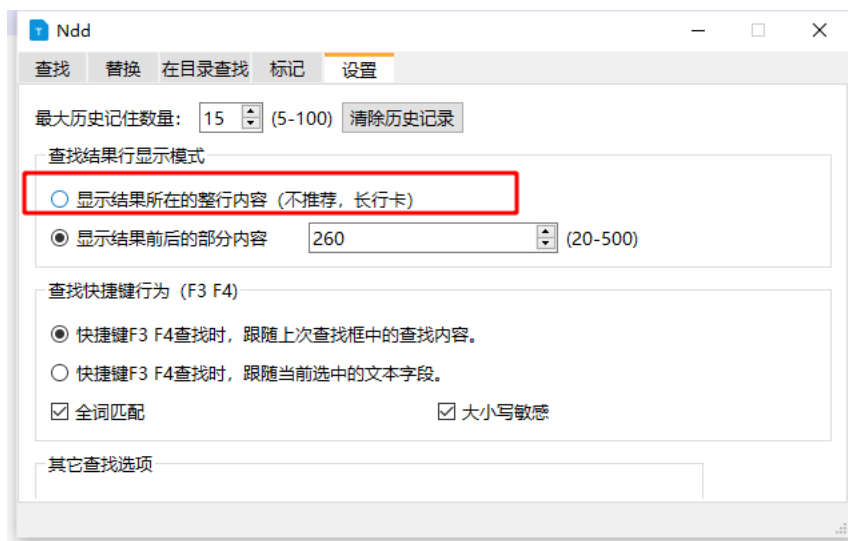 Ndd
查找 替换 在目录查找 标记 设置
最大历史记住数量： 15 (5-100) 清除历史记录
查找结果行显示模式
显示结果所在的整行内容（不推荐，长行卡）
显示结果前后的部分内容 260 (20-500)
查找快捷键行为（F3 F4）
快捷键F3 F4查找时，跟随上次查找框中的查找内容。
快捷键F3 F4查找时，跟随当前选中的文本字段。
全词匹配 大小写敏感
其它查找选项